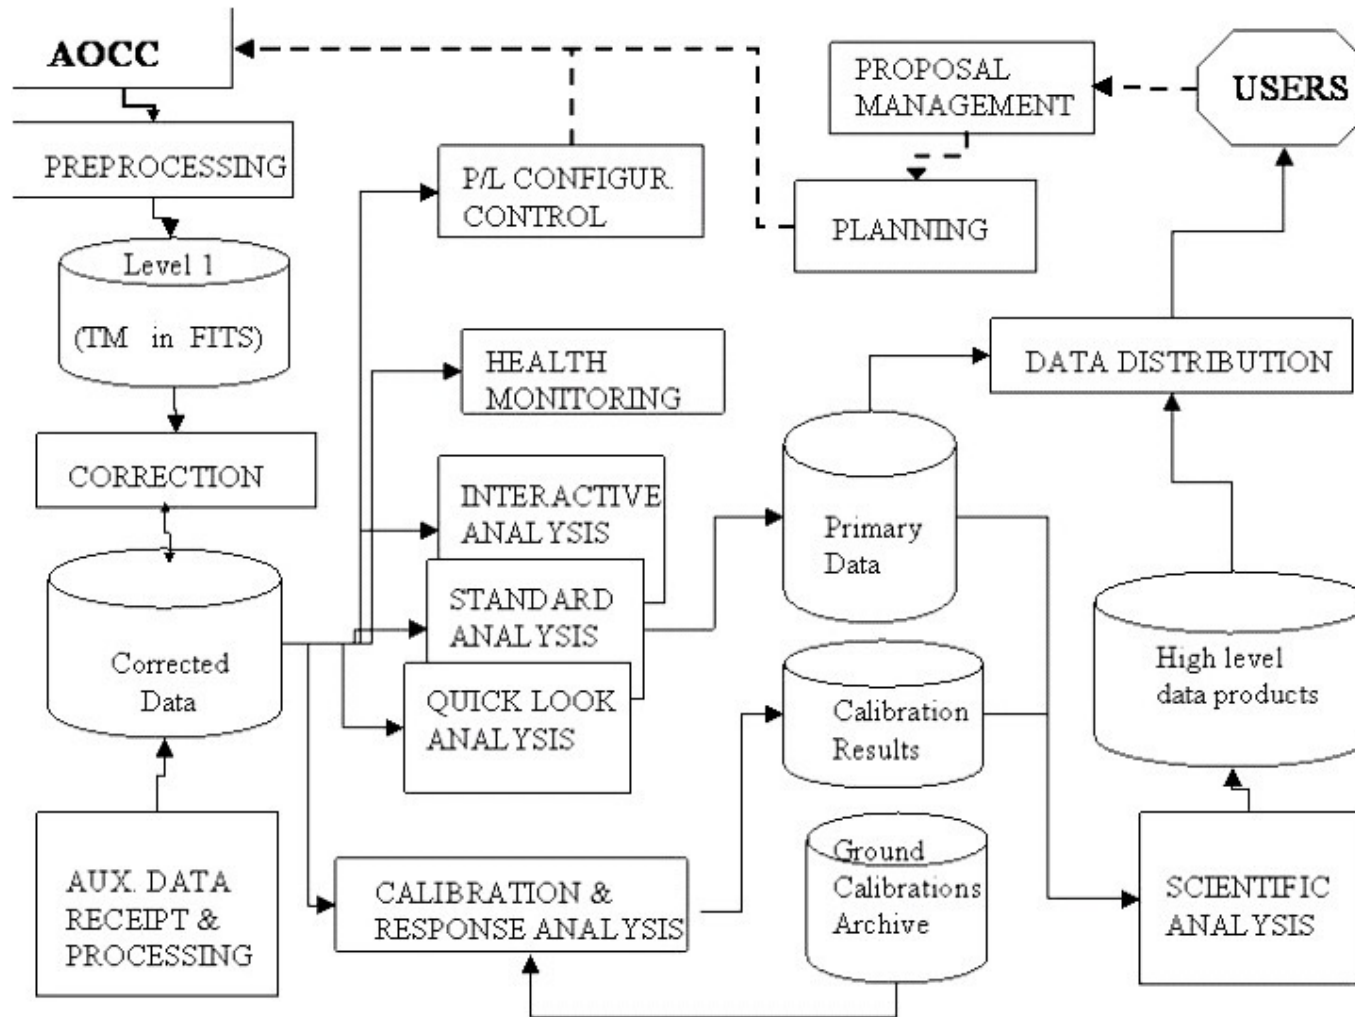 AOCC
PROPOSAL
MANAGEMENT
USERS
PREPROCESSING
P/L CONFIGUR.
CONTROL
PLANNING
Level 1
(TM in FITS)
HEALTH
MONITORING
DATA DISTRIBUTION
CORRECTION
INTERACTIVE
ANALYSIS
Primary
Data
STANDARD
ANALYSIS
Corrected
Data
High level
data products
QUICK LOOK
ANALYSIS
Calibration
Results
AUX. DATA
RECEIPT &
PROCESSING
CALIBRATION &
RESPONSE ANALYSIS
Ground
Calibrations
Archive
SCIENTIFIC
ANALYSIS